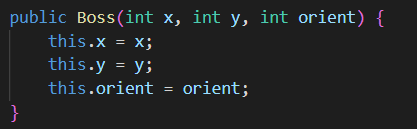 public Boss(int x, int y, int orient) {
    this.x = x;
    this.y = y;
    this.orient = orient;
}